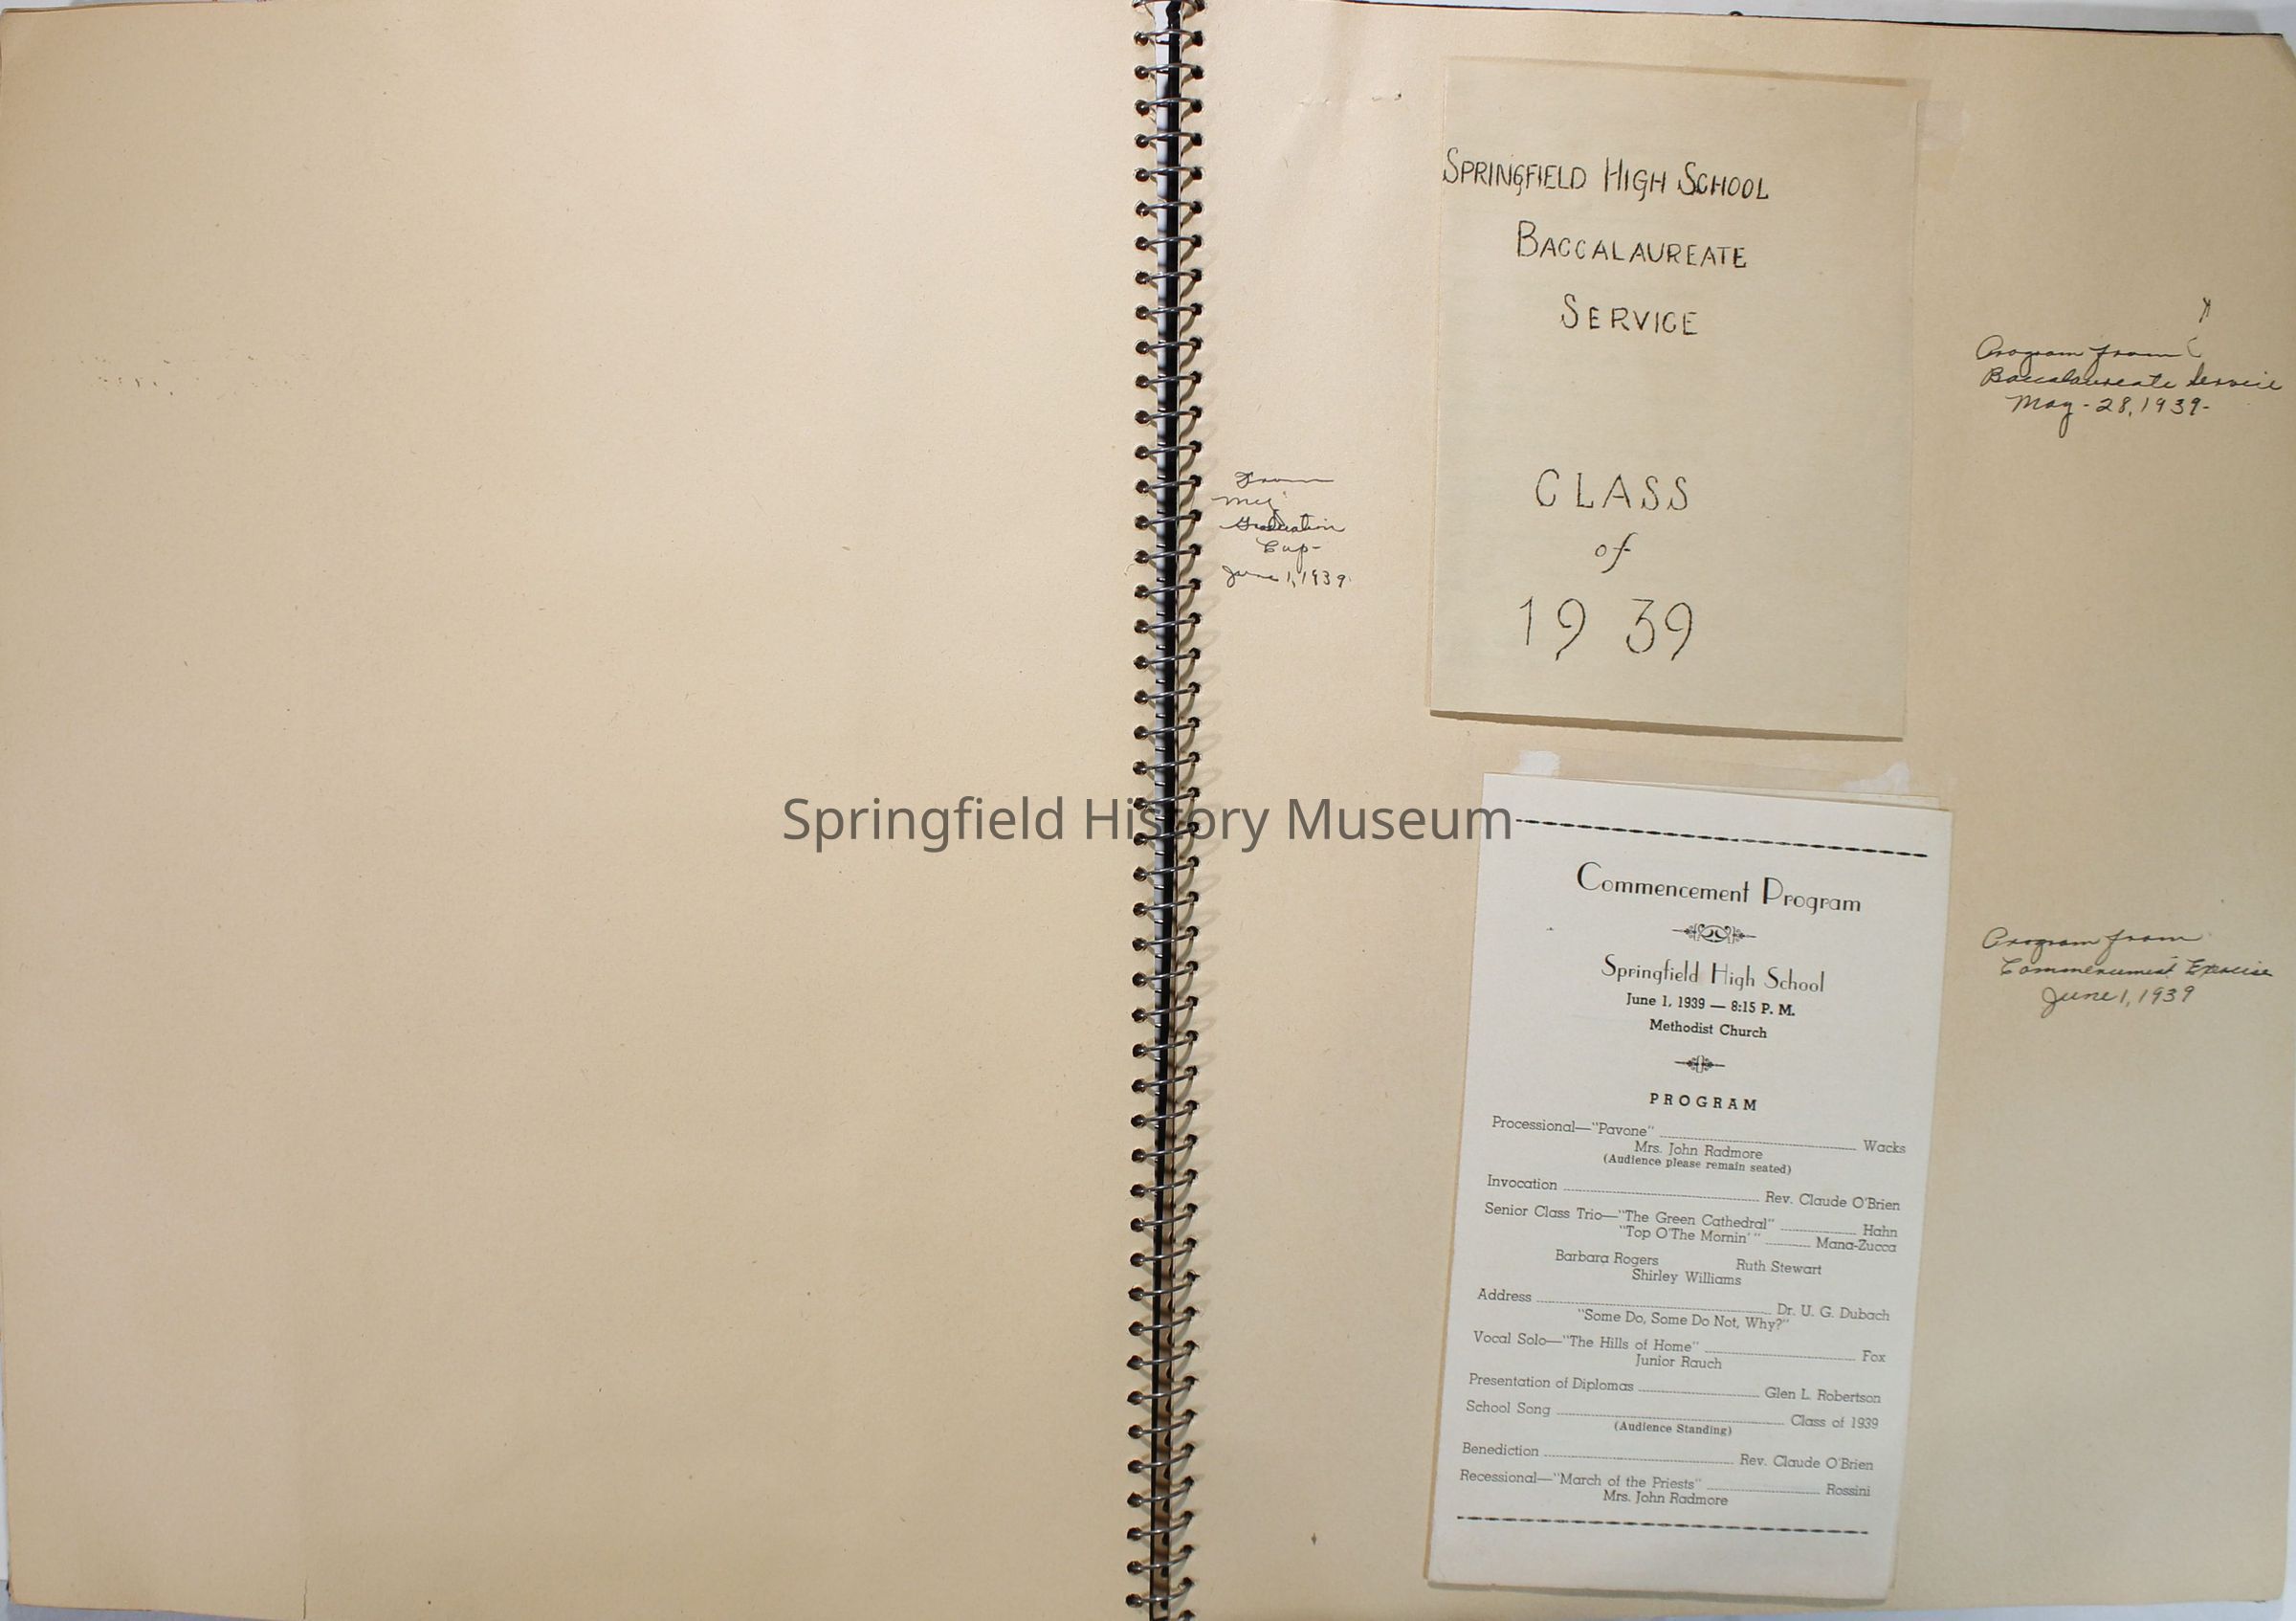 SPRINGFIELD HIGH SCHOOL
BACCALAUREATE
SERVICE
CLASS
of
1939
Program from
Baccalaureate Service
May - 28, 1939-
From
My
Graduation
Cap-
June 1, 1939.
Springfield History Museum
Commencement Program
Springfield High School
June 1, 1939 — 8:15 P. M.
Methodist Church
PROGRAM
Processional—"Pavone" Wacks
Mrs. John Radmore
(Audience please remain seated)
Invocation Rev. Claude O'Brien
Senior Class Trio—"The Green Cathedral" Hahn
"Top O'The Mornin'" Mana-Zucca
Barbara Rogers Ruth Stewart
Shirley Williams
Address Dr. U. G. Dubach
"Some Do, Some Do Not, Why?"
Vocal Solo—"The Hills of Home" Fox
Junior Rauch
Presentation of Diplomas Glen L. Robertson
School Song Class of 1939
(Audience Standing)
Benediction Rev. Claude O'Brien
Recessional—"March of the Priests" Rossini
Mrs. John Radmore
Program from
Commencement Exercise
June 1, 1939